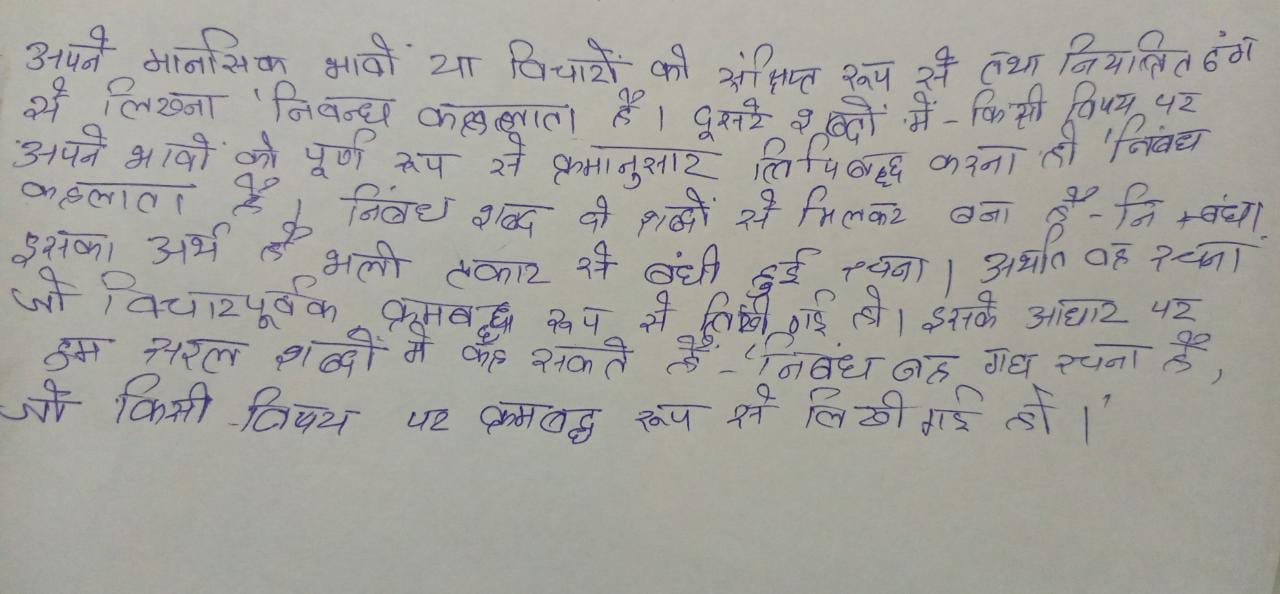 अपने मानसिक भावों या विचारों को संक्षिप्त रूप से तथा नियंत्रित ढंग
से लिखना 'निबन्ध कहलाता है। दूसरे शब्दों में - किसी विषय पर
अपने भावों को पूर्ण रूप से क्रमानुसार लिपिबद्ध करना ही 'निबंध
कहलाता है। निबंध शब्द दो शब्दों से मिलकर बना है - नि + बंध।
इसका अर्थ है भली प्रकार से बंधी हुई रचना। अर्थात वह रचना
जो विचारपूर्वक क्रमबद्ध रूप से लिखी गई हो। इसके आधार पर
हम सरल शब्दों में कह सकते हैं - 'निबंध वह गद्य रचना है,
जो किसी विषय पर क्रमबद्ध रूप से लिखी गई हो।'